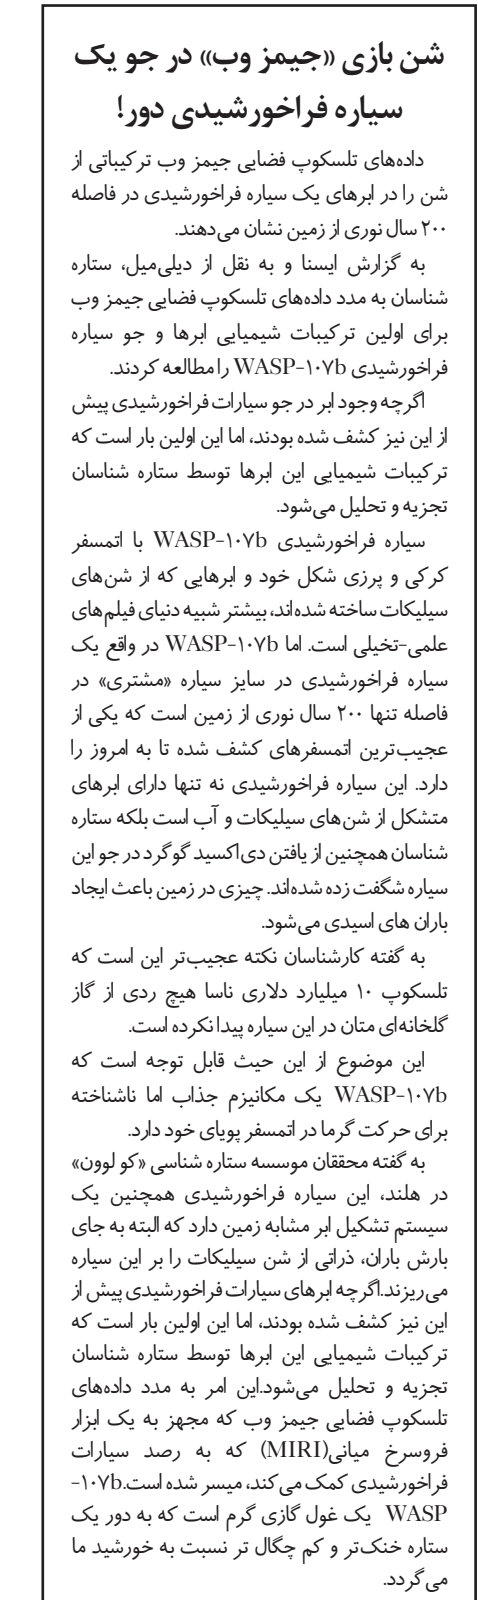 شن بازی «جیمز وب» در جو یک
سیاره فراخورشیدی دور!
داده‌های تلسکوپ فضایی جیمز وب ترکیباتی از
شن را در ابرهای یک سیاره فراخورشیدی در فاصله
۲۰۰ سال نوری از زمین نشان می‌دهند.
به گزارش ایسنا و به نقل از دیلی‌میل، ستاره
شناسان به مدد داده‌های تلسکوپ فضایی جیمز وب
برای اولین ترکیبات شیمیایی ابرها و جو سیاره
فراخورشیدی WASP-۱۰۷b را مطالعه کردند.
اگرچه وجود ابر در جو سیارات فراخورشیدی پیش
از این نیز کشف شده بودند، اما این اولین بار است که
ترکیبات شیمیایی این ابرها توسط ستاره شناسان
تجزیه و تحلیل می‌شود.
سیاره فراخورشیدی WASP-۱۰۷b با اتمسفر
کرکی و پرزی شکل خود و ابرهایی که از شن‌های
سیلیکات ساخته شده‌اند، بیشتر شبیه دنیای فیلم‌های
علمی-تخیلی است. اما WASP-۱۰۷b در واقع یک
سیاره فراخورشیدی در سایز سیاره «مشتری» در
فاصله تنها ۲۰۰ سال نوری از زمین است که یکی از
عجیب‌ترین اتمسفرهای کشف شده تا به امروز را
دارد. این سیاره فراخورشیدی نه تنها دارای ابرهای
متشکل از شن‌های سیلیکات و آب است بلکه ستاره
شناسان همچنین از یافتن دی‌اکسید گوگرد در جو این
سیاره شگفت زده شده‌اند. چیزی در زمین باعث ایجاد
باران های اسیدی می‌شود.
به گفته کارشناسان نکته عجیب‌تر این است که
تلسکوپ ۱۰ میلیارد دلاری ناسا هیچ ردی از گاز
گلخانه‌ای متان در این سیاره پیدا نکرده است.
این موضوع از این حیث قابل توجه است که
WASP-۱۰۷b یک مکانیزم جذاب اما ناشناخته
برای حرکت گرما در اتمسفر پویای خود دارد.
به گفته محققان موسسه ستاره شناسی «کو لوون»
در هلند، این سیاره فراخورشیدی همچنین یک
سیستم تشکیل ابر مشابه زمین دارد که البته به جای
بارش باران، ذراتی از شن سیلیکات را بر این سیاره
می‌ریزند.اگرچه ابرهای سیارات فراخورشیدی پیش از
این نیز کشف شده بودند، اما این اولین بار است که
ترکیبات شیمیایی این ابرها توسط ستاره شناسان
تجزیه و تحلیل می‌شود.این امر به مدد داده‌های
تلسکوپ فضایی جیمز وب که مجهز به یک ابزار
فروسرخ میانی(MIRI) که به رصد سیارات
فراخورشیدی کمک می‌کند، میسر شده است.۱۰۷b-
WASP یک غول گازی گرم است که به دور یک
ستاره خنک‌تر و کم چگال تر نسبت به خورشید ما
می‌گردد.